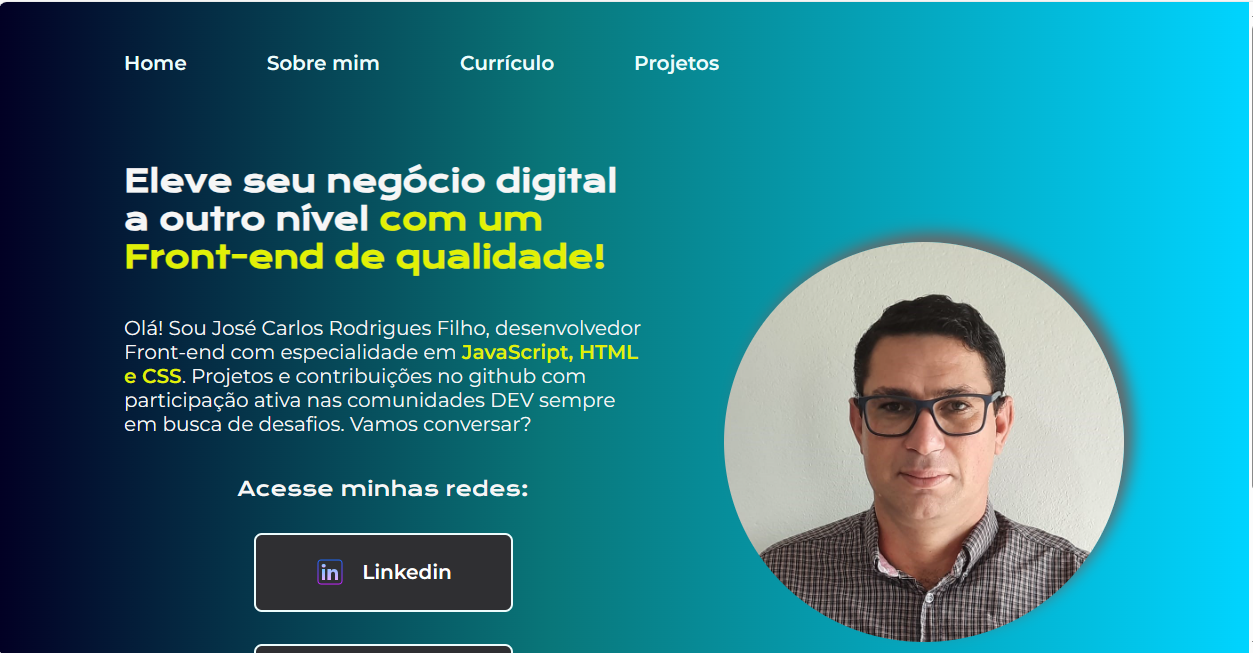 Home Sobre mim Currículo Projetos
Eleve seu negócio digital
a outro nível com um
Front-end de qualidade!
Olá! Sou José Carlos Rodrigues Filho, desenvolvedor
Front-end com especialidade em JavaScript, HTML
e CSS. Projetos e contribuições no github com
participação ativa nas comunidades DEV sempre
em busca de desafios. Vamos conversar?
Acesse minhas redes:
in Linkedin